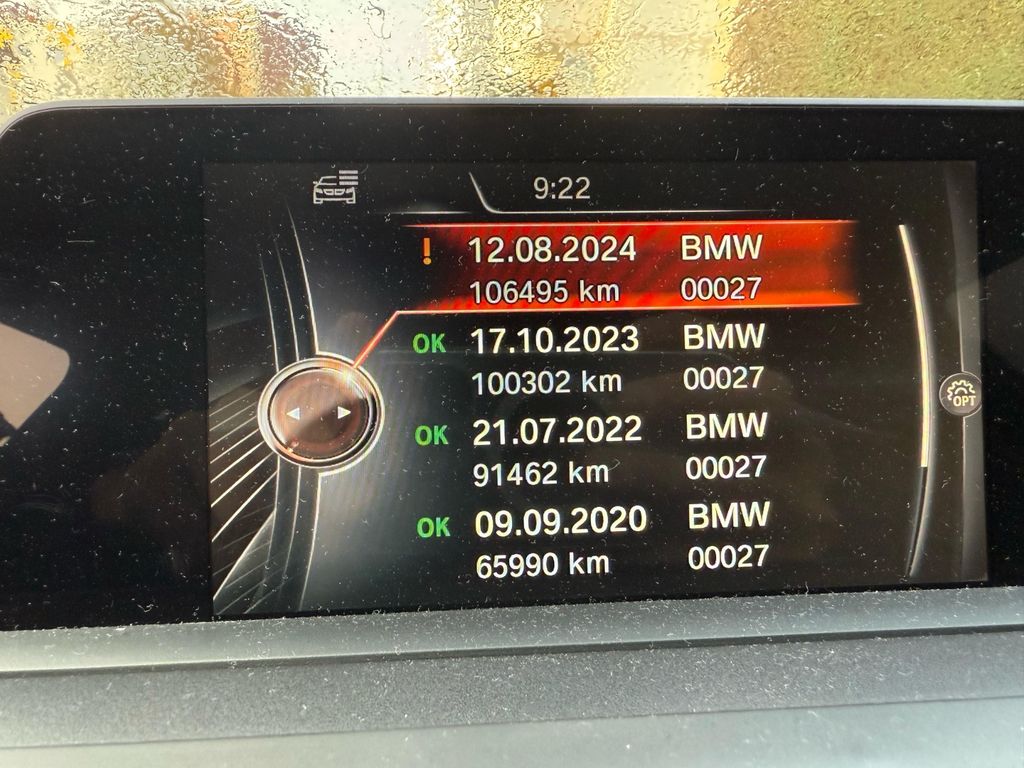 9:22
! 12.08.2024 BMW
106495 km 00027
OK 17.10.2023 BMW
100302 km 00027
OK 21.07.2022 BMW
91462 km 00027
OK 09.09.2020 BMW
65990 km 00027
OPT